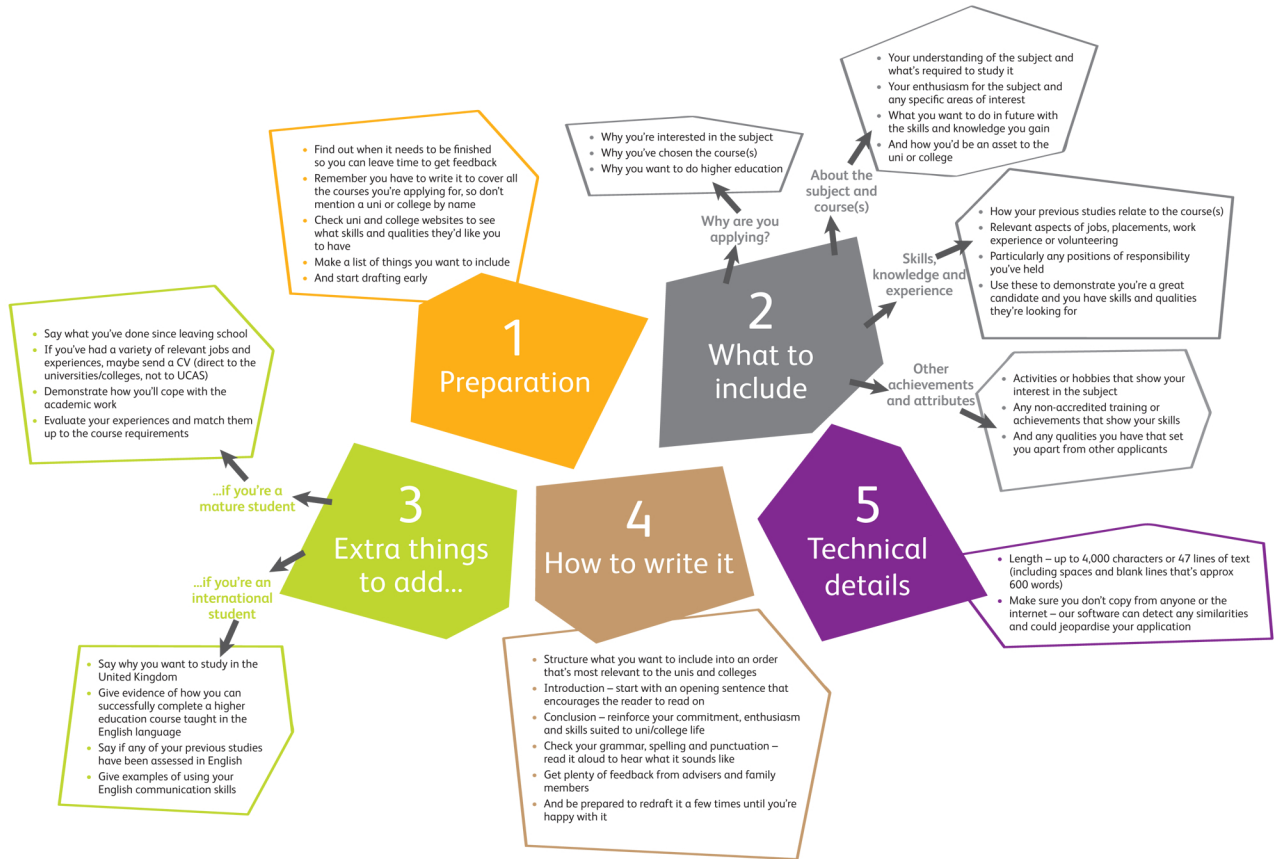 1
Preparation
• Find out when it needs to be finished
so you can leave time to get feedback
• Remember you have to write it to cover all
the courses you're applying for, so don't
mention a uni or college by name
• Check uni and college websites to see
what skills and qualities they'd like you
to have
• Make a list of things you want to include
• And start drafting early
2
What to
include
Why are you
applying?
• Why you're interested in the subject
• Why you've chosen the course(s)
• Why you want to do higher education
About the
subject and
course(s)
• Your understanding of the subject and
what's required to study it
• Your enthusiasm for the subject and
any specific areas of interest
• What you want to do in future with
the skills and knowledge you gain
• And how you'd be an asset to the
uni or college
Skills,
knowledge and
experience
• How your previous studies relate to the course(s)
• Relevant aspects of jobs, placements, work
experience or volunteering
• Particularly any positions of responsibility
you've held
• Use these to demonstrate you're a great
candidate and you have skills and qualities
they're looking for
Other
achievements
and attributes
• Activities or hobbies that show your
interest in the subject
• Any non-accredited training or
achievements that show your skills
• And any qualities you have that set
you apart from other applicants
3
Extra things
to add...
...if you're a
mature student
• Say what you've done since leaving school
• If you've had a variety of relevant jobs and
experiences, maybe send a CV (direct to the
universities/colleges, not to UCAS)
• Demonstrate how you'll cope with the
academic work
• Evaluate your experiences and match them
up to the course requirements
...if you're an
international
student
• Say why you want to study in the
United Kingdom
• Give evidence of how you can
successfully complete a higher
education course taught in the
English language
• Say if any of your previous studies
have been assessed in English
• Give examples of using your
English communication skills
4
How to write it
• Structure what you want to include into an order
that's most relevant to the unis and colleges
• Introduction – start with an opening sentence that
encourages the reader to read on
• Conclusion – reinforce your commitment, enthusiasm
and skills suited to uni/college life
• Check your grammar, spelling and punctuation –
read it aloud to hear what it sounds like
• Get plenty of feedback from advisers and family
members
• And be prepared to redraft it a few times until you're
happy with it
5
Technical
details
• Length – up to 4,000 characters or 47 lines of text
(including spaces and blank lines that's approx
600 words)
• Make sure you don't copy from anyone or the
internet – our software can detect any similarities
and could jeopardise your application